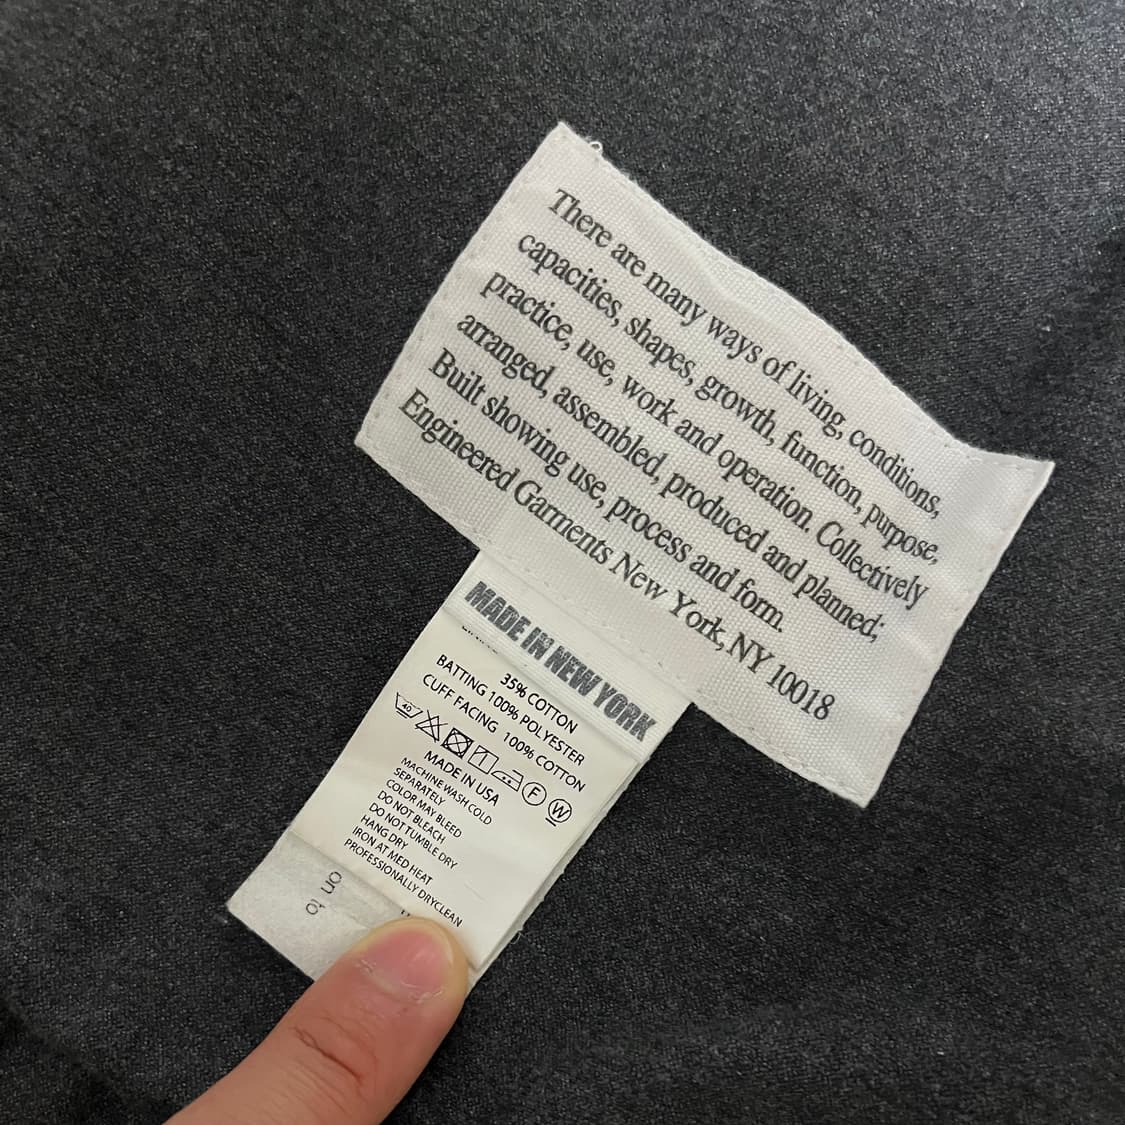 There are many ways of living, conditions,
capacities, shapes, growth, function, purpose,
practice, use, work and operation. Collectively
arranged, assembled, produced and planned;
Built showing use, process and form.
Engineered Garments New York, NY 10018
MADE IN NEW YORK
35% COTTON
BATTING 100% POLYESTER
CUFF FACING 100% COTTON
40 F W
MADE IN USA
MACHINE WASH COLD
SEPARATELY
COLOR MAY BLEED
DO NOT BLEACH
DO NOT TUMBLE DRY
HANG DRY
IRON AT MED HEAT
PROFESSIONALLY DRYCLEAN